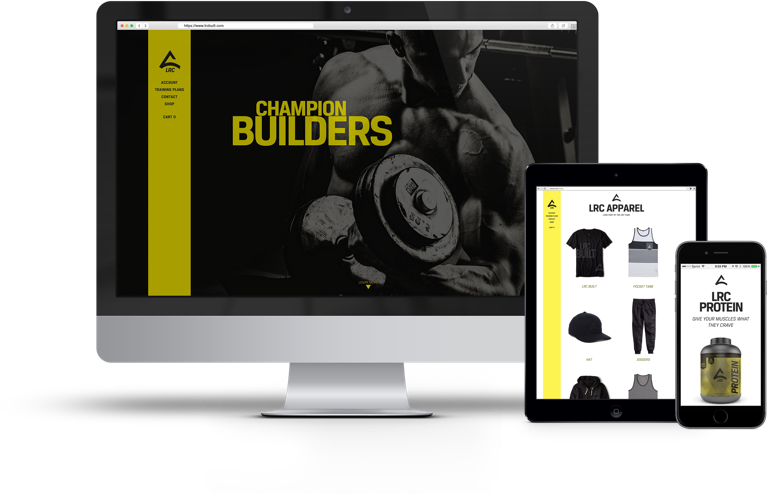 https://www.lrcbuilt.com
LRC
ACCOUNT
TRAINING PLANS
CONTACT
SHOP
CART 0
CHAMPION
BUILDERS
LRC APPAREL
LRC BUILT
POCKET TANK
HAT
JOGGERS
LRC
PROTEIN
GIVE YOUR MUSCLES WHAT
THEY CRAVE
PROTEIN